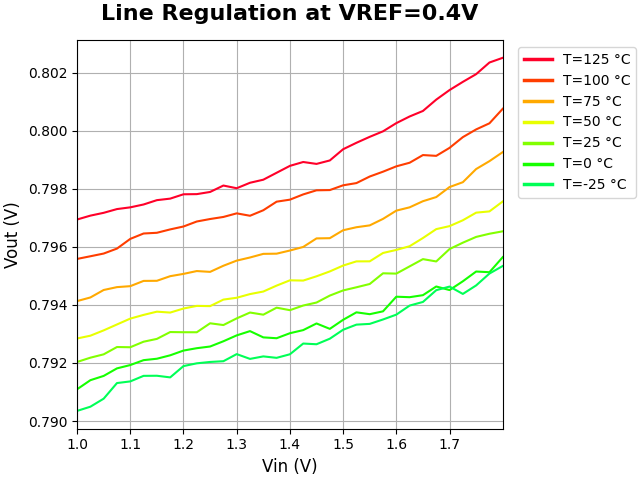 Line Regulation at VREF=0.4V
Vout (V)
0.802
0.800
0.798
0.796
0.794
0.792
0.790
1.0 1.1 1.2 1.3 1.4 1.5 1.6 1.7
Vin (V)
T=125 °C
T=100 °C
T=75 °C
T=50 °C
T=25 °C
T=0 °C
T=-25 °C